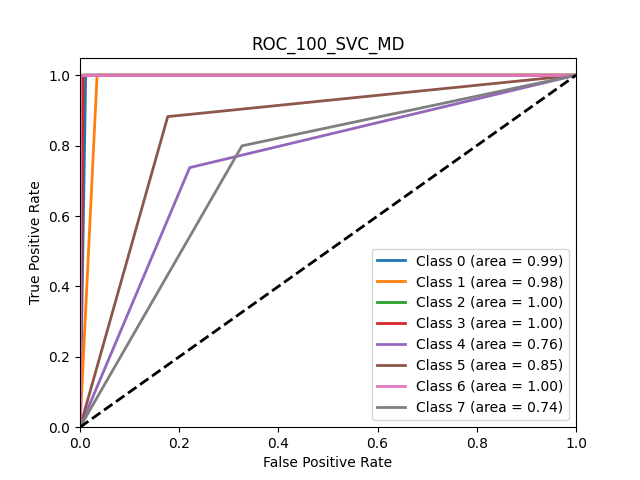 ROC_100_SVC_MD
1.0
0.8
0.6
0.4
0.2
0.0
True Positive Rate
Class 0 (area = 0.99)
Class 1 (area = 0.98)
Class 2 (area = 1.00)
Class 3 (area = 1.00)
Class 4 (area = 0.76)
Class 5 (area = 0.85)
Class 6 (area = 1.00)
Class 7 (area = 0.74)
0.0 0.2 0.4 0.6 0.8 1.0
False Positive Rate